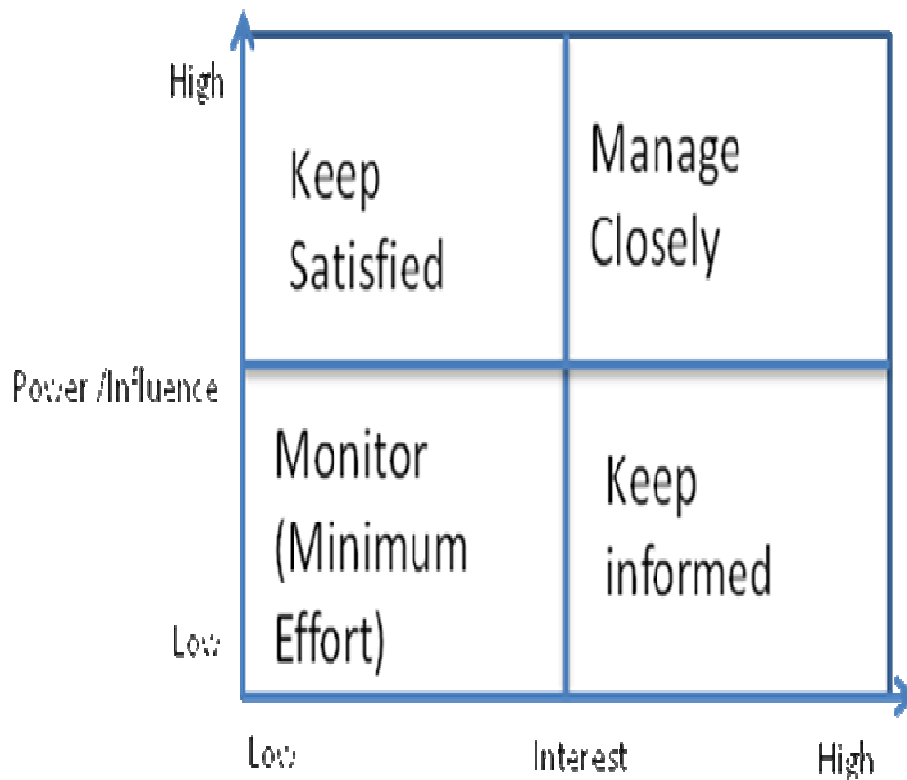 High
Keep
Satisfied
Manage
Closely
Power /Influence
Monitor
(Minimum
Effort)
Keep
informed
Low
Low
Interest
High